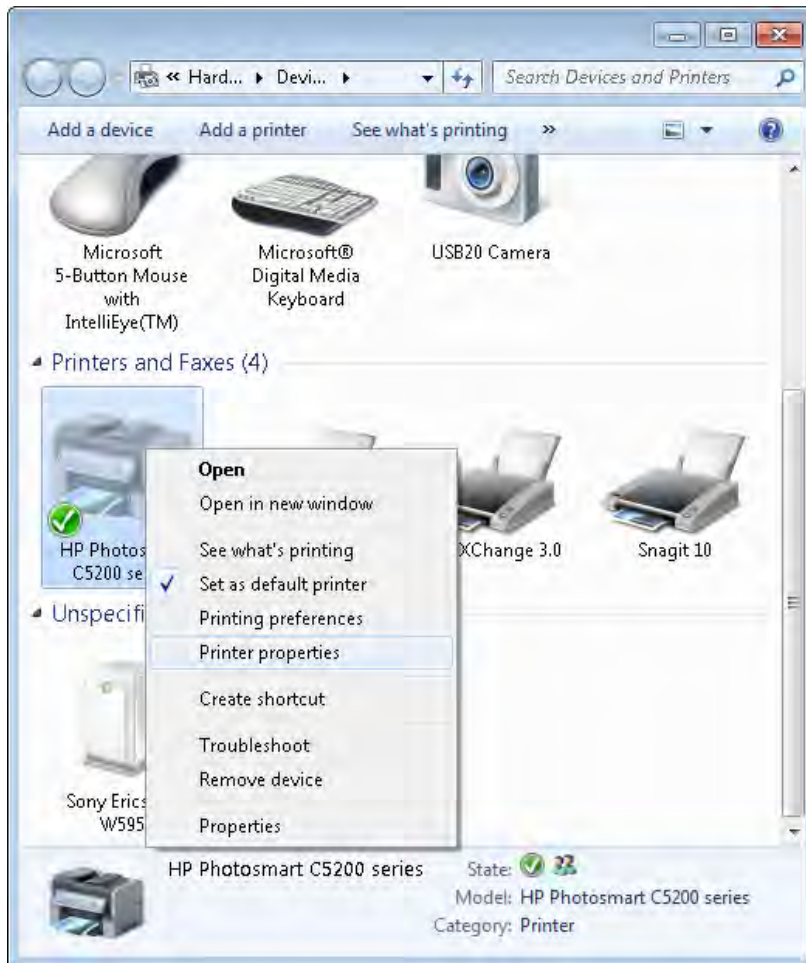 « Hard... ▸ Devi... ▸
Search Devices and Printers
Add a device Add a printer See what's printing »
Microsoft
5-Button Mouse
with
IntelliEye(TM)
Microsoft®
Digital Media
Keyboard
USB20 Camera
Printers and Faxes (4)
HP Photos
C5200 se
XChange 3.0
Snagit 10
Open
Open in new window
See what's printing
Set as default printer
Printing preferences
Printer properties
Create shortcut
Troubleshoot
Remove device
Properties
Unspecifi
Sony Erics
W595
HP Photosmart C5200 series
State:
Model: HP Photosmart C5200 series
Category: Printer